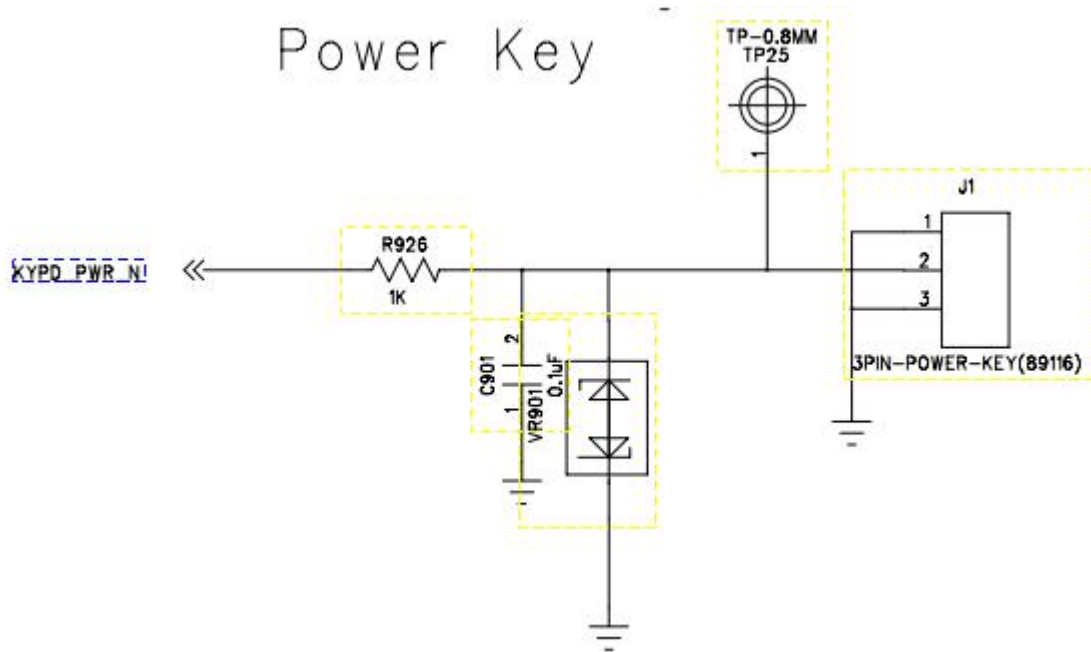 Power Key
TP-0.8MM
TP25
1
J1
R926
1
KYPD_PWR_N
2
1K
3
2
C901
0.1uF
3PIN-POWER-KEY(89116)
1
VR901